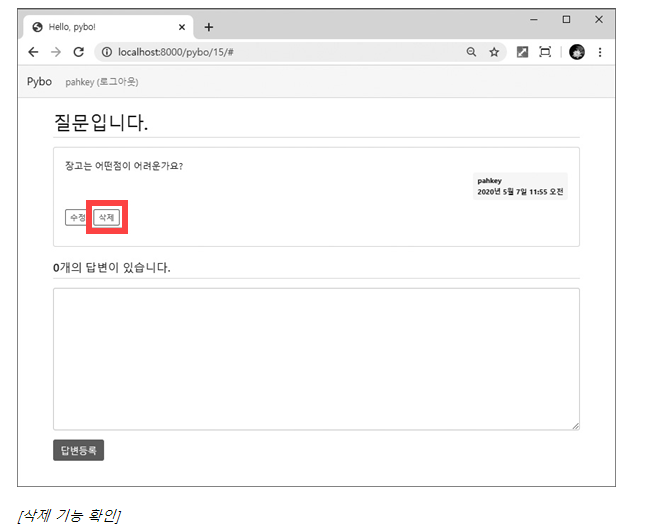 Hello, pybo!
localhost:8000/pybo/15/#
Pybo pahkey (로그아웃)
질문입니다.
장고는 어떤점이 어려운가요?
pahkey
2020년 5월 7일 11:55 오전
수정 삭제
0개의 답변이 있습니다.
답변등록
[삭제 기능 확인]